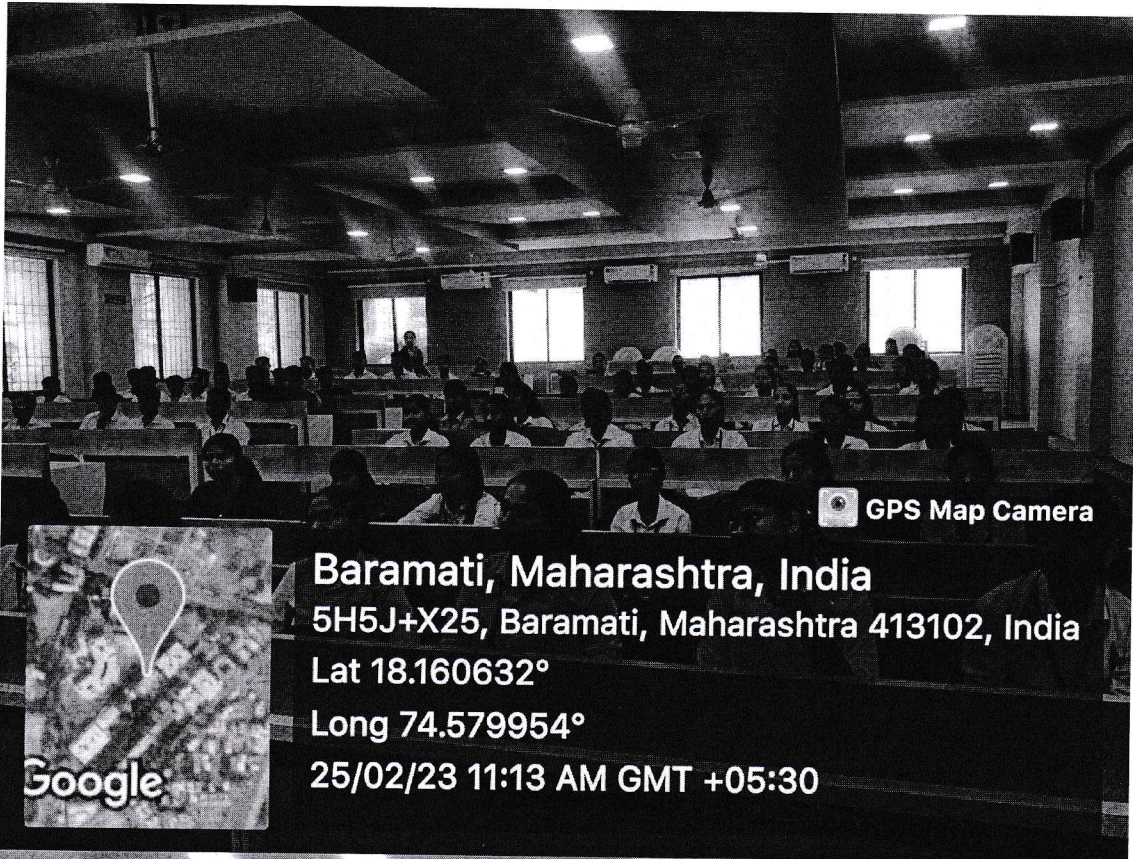 GPS Map Camera
Baramati, Maharashtra, India
5H5J+X25, Baramati, Maharashtra 413102, India
Lat 18.160632°
Long 74.579954°
25/02/23 11:13 AM GMT +05:30
Google